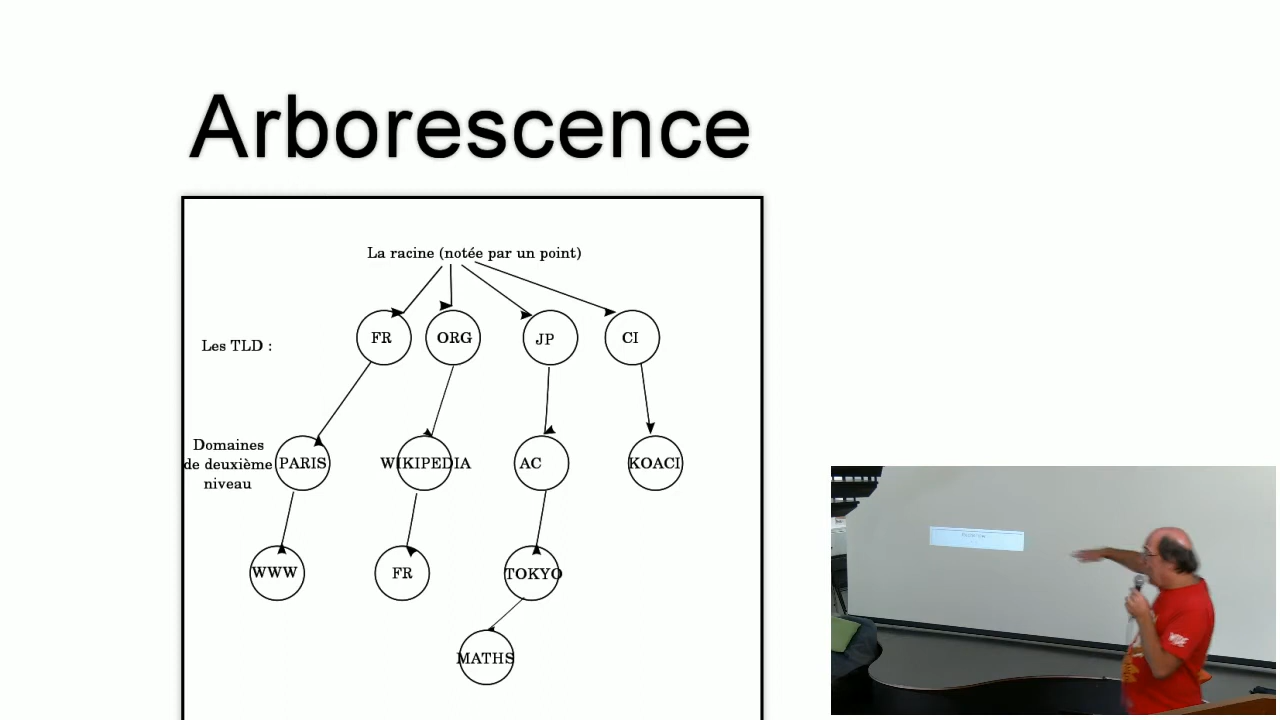 Arborescence
La racine (notée par un point)
Les TLD :
FR
ORG
JP
CI
Domaines
de deuxième
niveau
PARIS
WIKIPEDIA
AC
KOACI
WWW
FR
TOKYO
MATHS